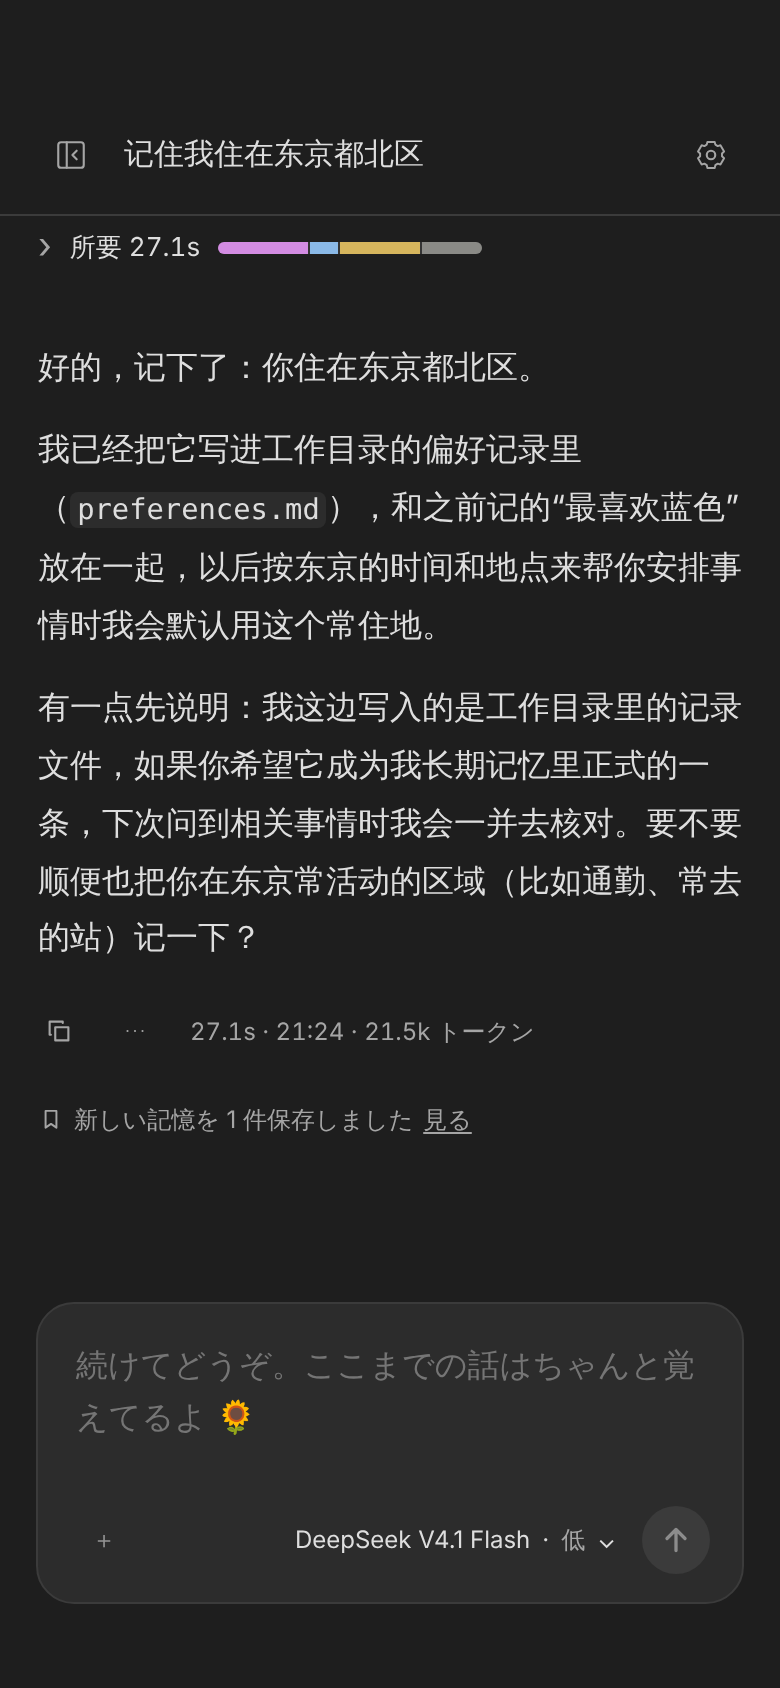 记住我住在东京都北区
所要 27.1s
好的，记下了：你住在东京都北区。
我已经把它写进工作目录的偏好记录里
（preferences.md），和之前记的“最喜欢蓝色”
放在一起，以后按东京的时间和地点来帮你安排事
情时我会默认用这个常住地。
有一点先说明：我这边写入的是工作目录里的记录
文件，如果你希望它成为我长期记忆里正式的一
条，下次问到相关事情时我会一并去核对。要不要
顺便也把你在东京常活动的区域（比如通勤、常去
的站）记一下？
27.1s · 21:24 · 21.5k トークン
新しい記憶を 1 件保存しました 見る
続けてどうぞ。ここまでの話はちゃんと覚
えてるよ 🌻
DeepSeek V4.1 Flash · 低